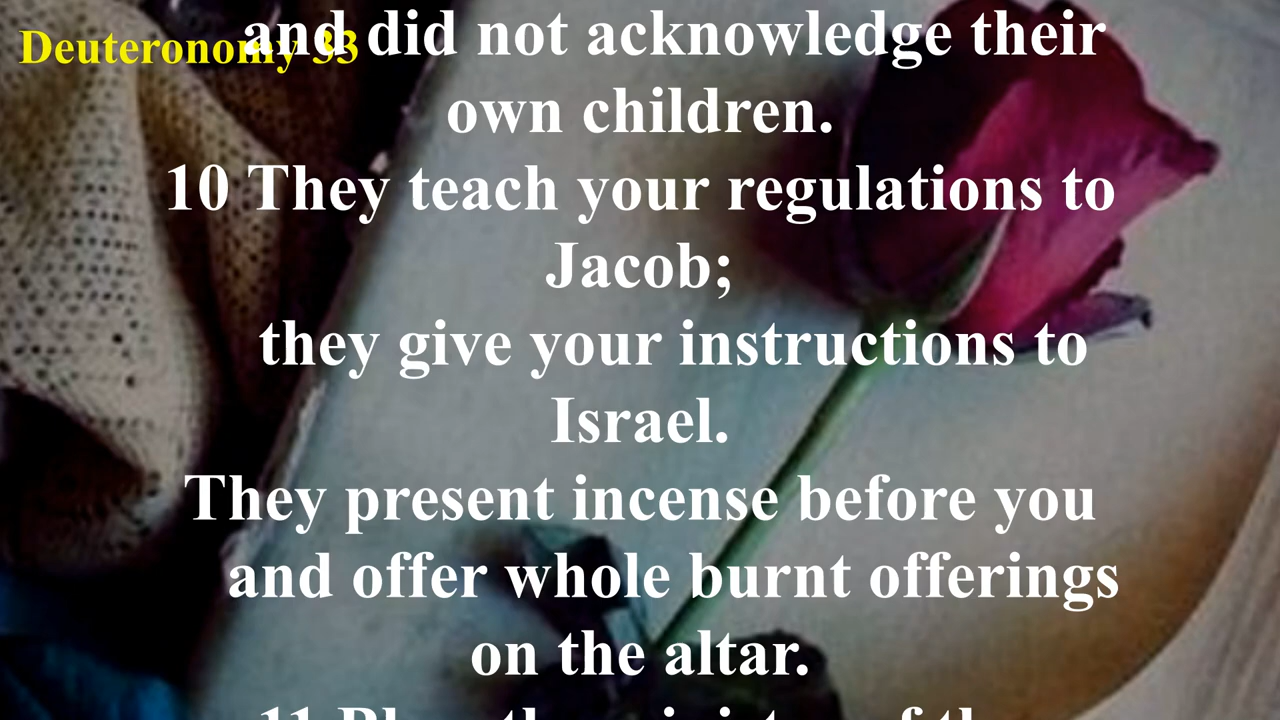 Deuteronomy 33
and did not acknowledge their
own children.
10 They teach your regulations to
Jacob;
they give your instructions to
Israel.
They present incense before you
and offer whole burnt offerings
on the altar.
11